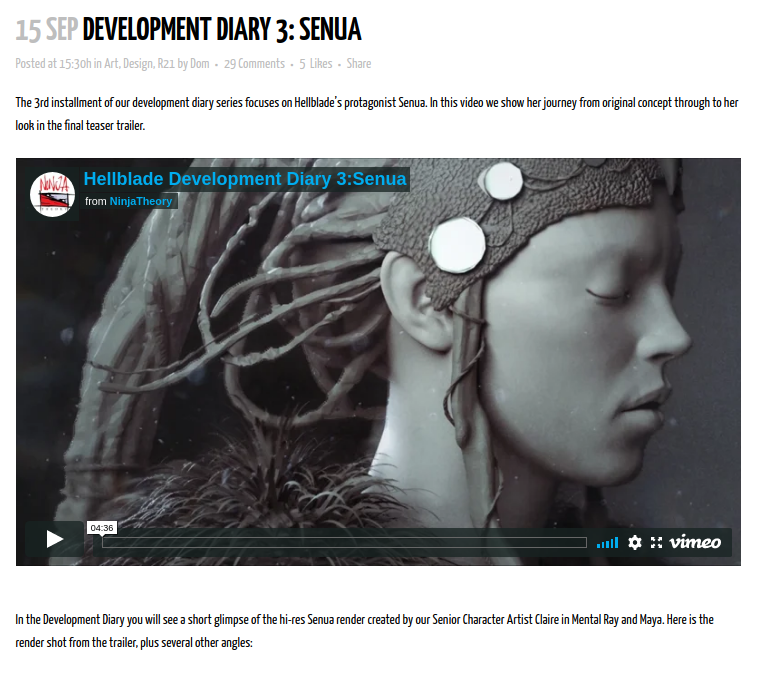 15 SEP DEVELOPMENT DIARY 3: SENUA
Posted at 15:30h in Art, Design, R21 by Dom • 29 Comments • 5 Likes • Share
The 3rd installment of our development diary series focuses on Hellblade's protagonist Senua. In this video we show her journey from original concept through to her
look in the final teaser trailer.
NINJA
THEORY
Hellblade Development Diary 3:Senua
from NinjaTheory
04:36
vimeo
In the Development Diary you will see a short glimpse of the hi-res Senua render created by our Senior Character Artist Claire in Mental Ray and Maya. Here is the
render shot from the trailer, plus several other angles: